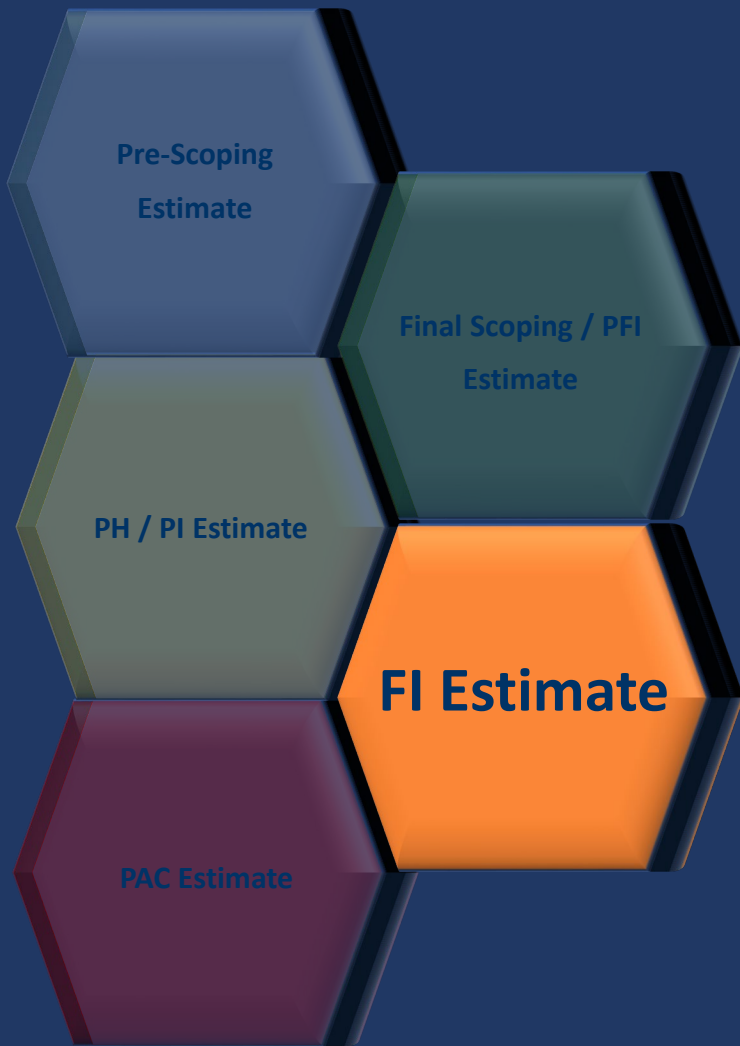 Pre-Scoping
Estimate
Final Scoping / PFI
Estimate
PH / PI Estimate
FI Estimate
PAC Estimate